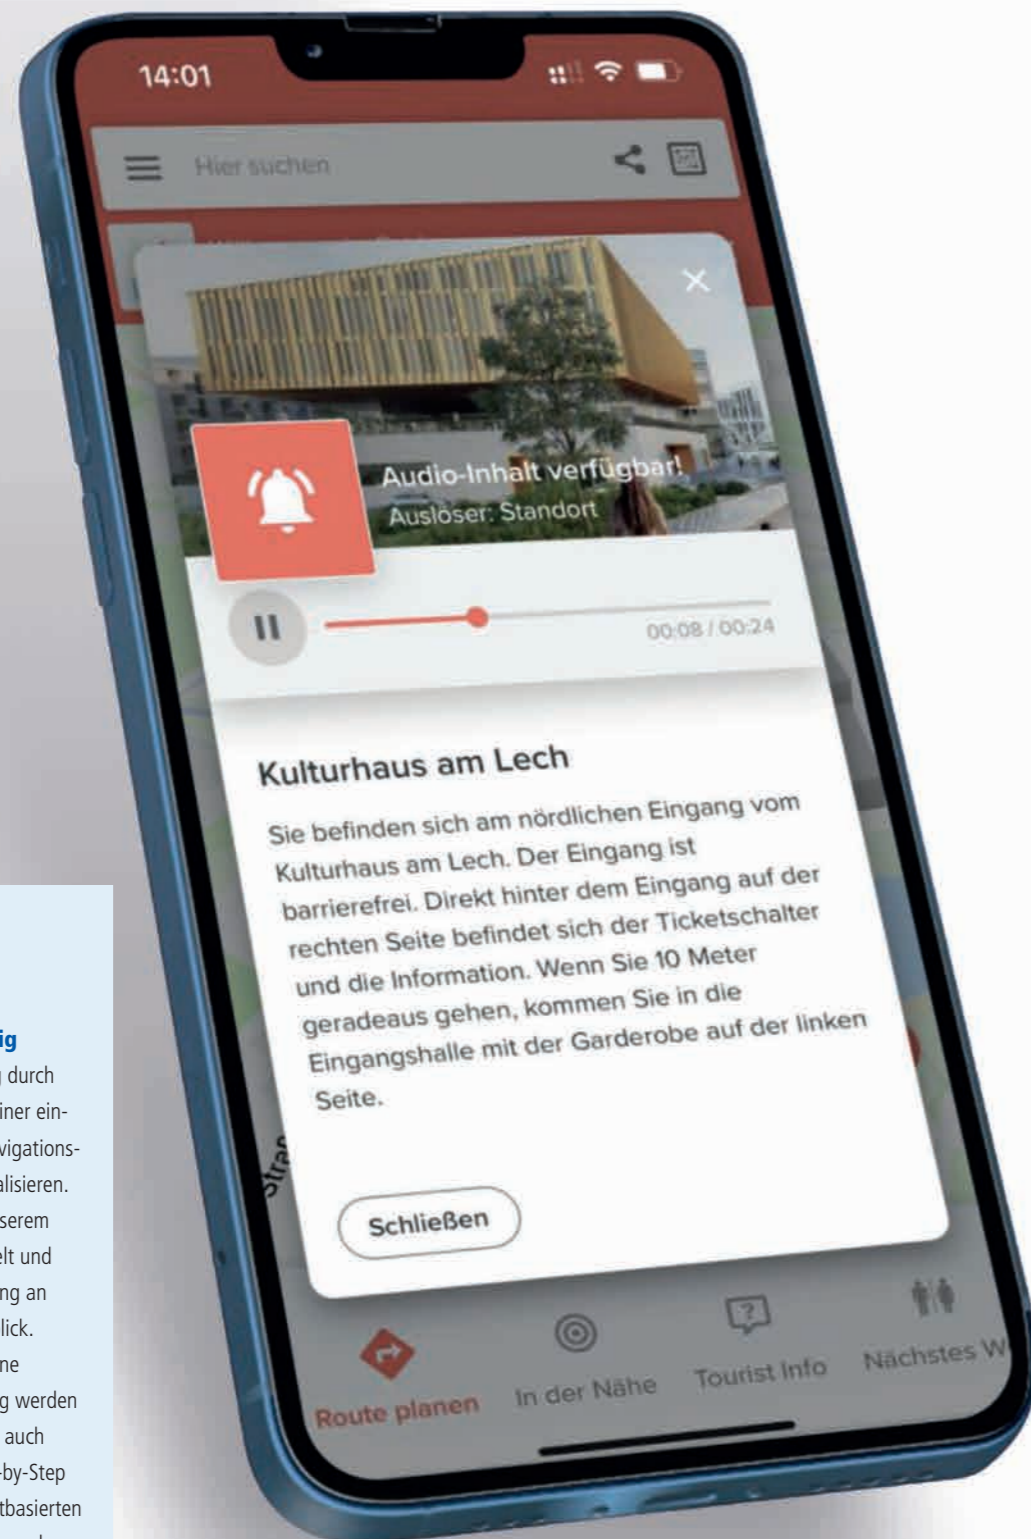 14:01
Hier suchen
Audio-Inhalt verfügbar!
Auslöser: Standort
00:08 / 00:24
Kulturhaus am Lech
Sie befinden sich am nördlichen Eingang vom
Kulturhaus am Lech. Der Eingang ist
barrierefrei. Direkt hinter dem Eingang auf der
rechten Seite befindet sich der Ticketschalter
und die Information. Wenn Sie 10 Meter
geradeaus gehen, kommen Sie in die
Eingangshalle mit der Garderobe auf der linken
Seite.
Schließen
Route planen
In der Nähe
Tourist Info
Nächstes W
Stra
ig
g durch
iner ein-
vigations-
alisieren.
serem
elt und
ng an
lick.
ne
g werden
auch
-by-Step
tbasierten